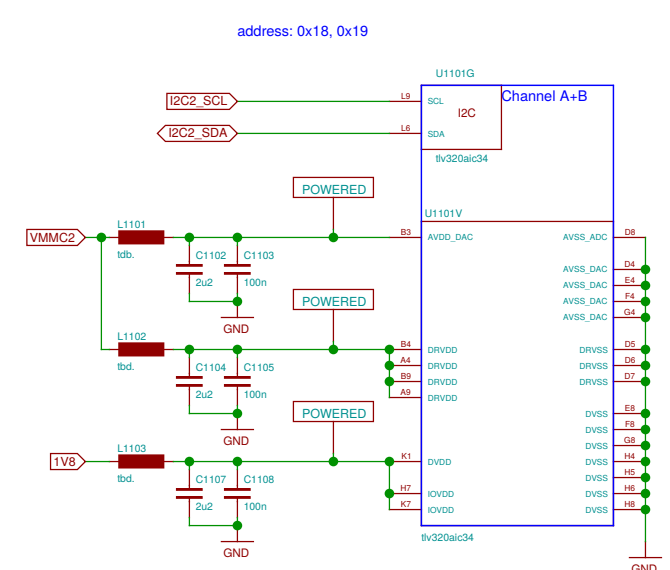 address: 0x18, 0x19
U1101G
I2C2_SCL L9 SCL I2C Channel A+B
I2C2_SDA L6 SDA
tlv320aic34
POWERED
U1101V
L1101
VMMC2 B3 AVDD_DAC AVSS_ADC D8
tdb. C1102 C1103
2u2 100n
AVSS_DAC D4
AVSS_DAC E4
AVSS_DAC F4
AVSS_DAC G4
GND
POWERED
L1102
B4 DRVDD DRVSS D5
tbd. C1104 C1105 A4 DRVDD DRVSS D6
2u2 100n B9 DRVDD DRVSS D7
A9 DRVDD
POWERED
DVSS E8
DVSS F8
GND
DVSS G8
L1103
1V8 K1 DVDD DVSS H4
tbd. C1107 C1108
DVSS H5
2u2 100n H7 IOVDD DVSS H6
K7 IOVDD DVSS H8
tlv320aic34
GND
GND